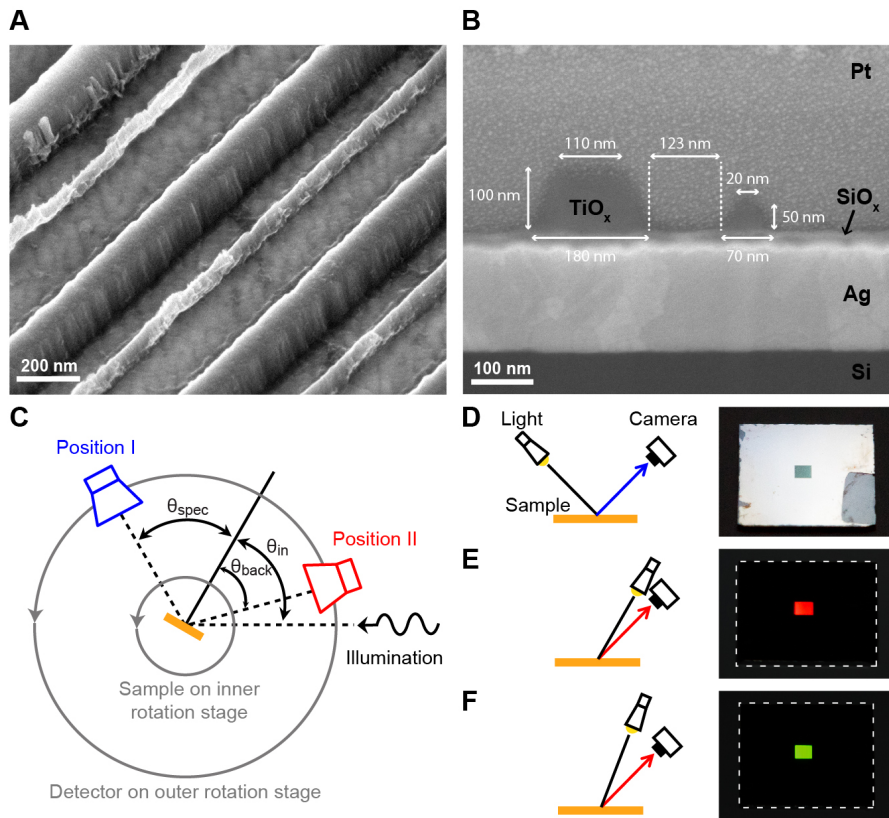 A
200 nm
B
Pt
110 nm
123 nm
20 nm
100 nm
TiOx
SiOx
50 nm
180 nm
70 nm
Ag
100 nm
Si
C
Position I
θspec
Position II
θin
θback
Illumination
Sample on inner
rotation stage
Detector on outer rotation stage
D
Light
Camera
Sample
E
F